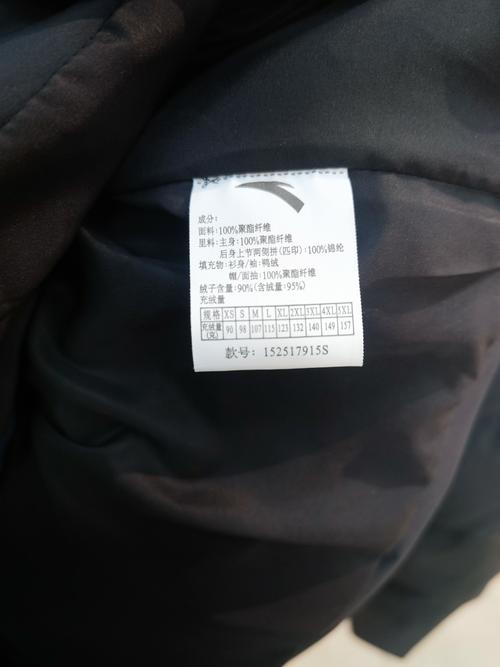 成分:
面料:100%聚酯纤维
里料:主身:100%聚酯纤维
后身上节两侧拼(匹印):100%锦纶
填充物:衫身/袖:鸭绒
帽/面抽:100%聚酯纤维
绒子含量:90%(含绒量:95%)
充绒量
规格 XS S M L XL 2XL 3XL 4XL 5XL
充绒量(克) 90 98 107 115 123 132 140 149 157
款号: 152517915S